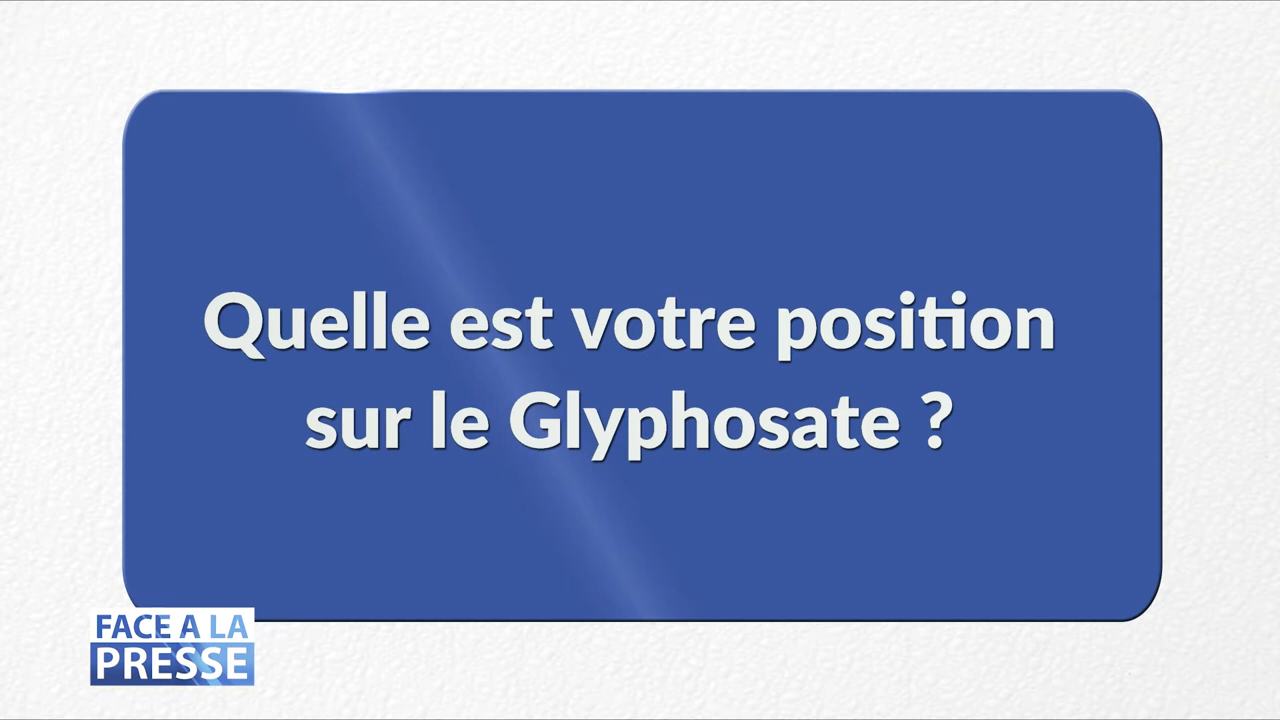 Quelle est votre position
sur le Glyphosate ?
FACE A LA
PRESSE